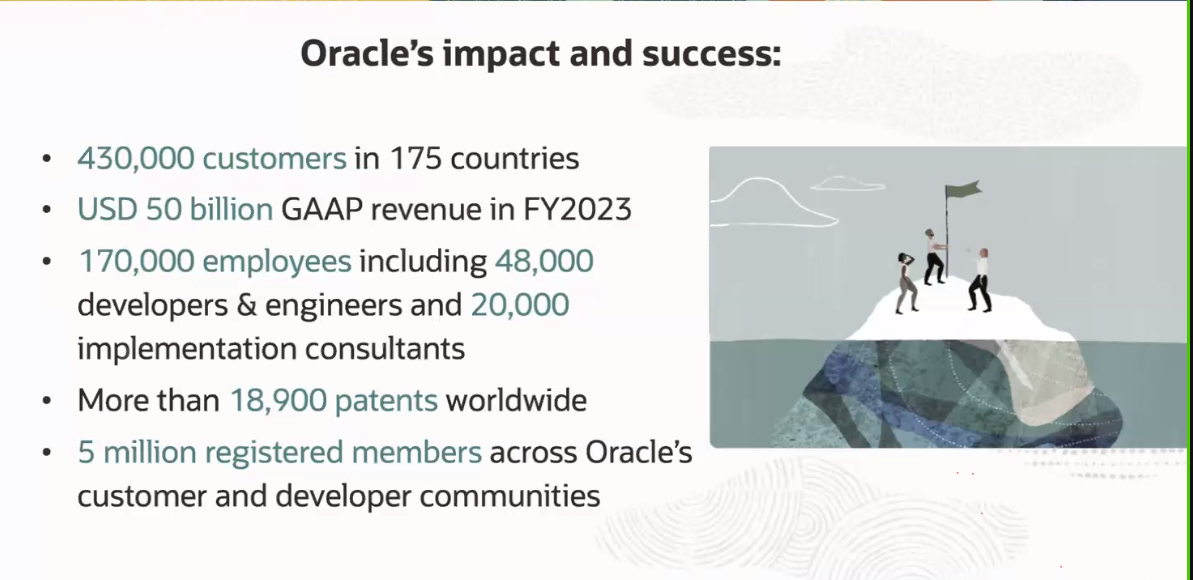 Oracle’s impact and success:
• 430,000 customers in 175 countries
• USD 50 billion GAAP revenue in FY2023
• 170,000 employees including 48,000
developers & engineers and 20,000
implementation consultants
• More than 18,900 patents worldwide
• 5 million registered members across Oracle’s
customer and developer communities